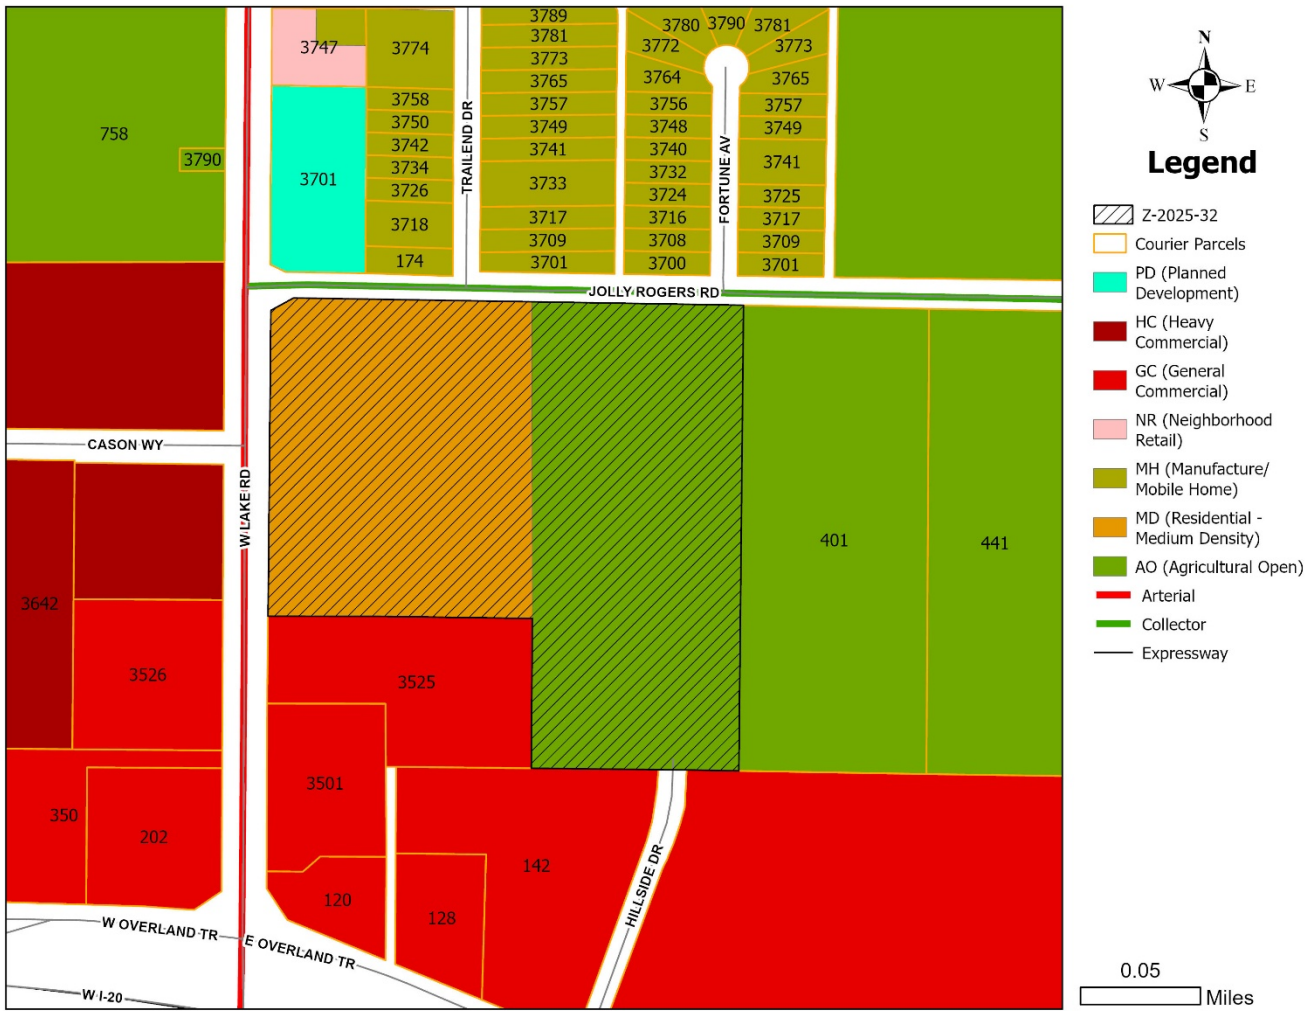 758
3790
3747
3774
3701
3758
3750
3742
3734
3726
3718
174
TRAILEND DR
3789
3781
3773
3765
3757
3749
3741
3733
3717
3709
3701
3780
3790
3781
3772
3773
3764
3765
3756
3748
3740
3732
3724
3716
3708
3700
FORTUNE AV
3757
3749
3741
3725
3717
3709
3701
JOLLY ROGERS RD
CASON WY
W LAKE RD
401
441
3642
3526
3525
3501
350
202
120
128
142
HILLSIDE DR
W OVERLAND TR
E OVERLAND TR
W I-20
N
W
E
S
Legend
Z-2025-32
Courier Parcels
PD (Planned
Development)
HC (Heavy
Commercial)
GC (General
Commercial)
NR (Neighborhood
Retail)
MH (Manufacture/
Mobile Home)
MD (Residential -
Medium Density)
AO (Agricultural Open)
Arterial
Collector
Expressway
0.05
Miles